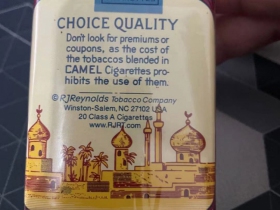 CHOICE QUALITY
Don't look for premiums or
coupons, as the cost of
the tobaccos blended in
CAMEL Cigarettes pro-
hibits the use of them.
© RJReynolds Tobacco Company
Winston-Salem, NC 27102 USA
20 Class A Cigarettes
www.RJRT.com